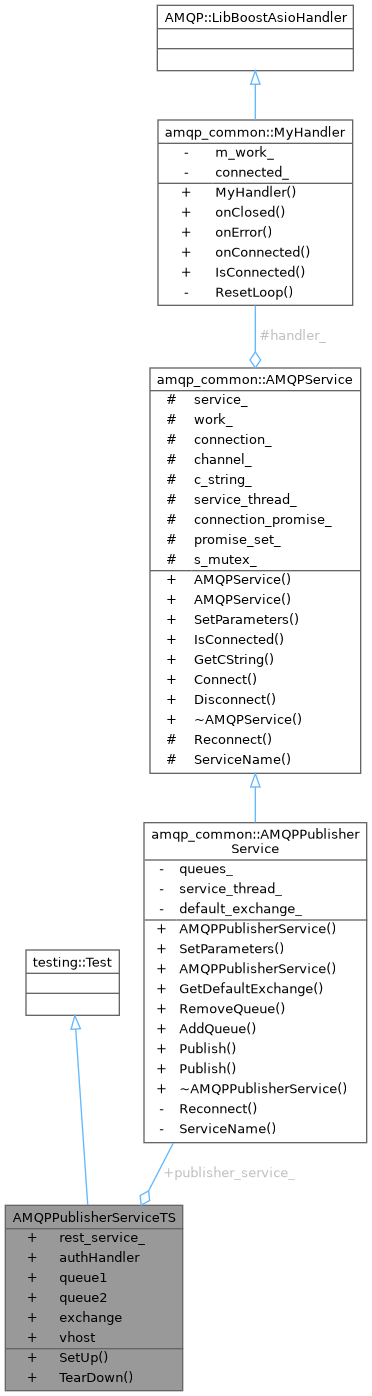 AMQP::LibBoostAsioHandler
amqp_common::MyHandler
- m_work_
- connected_
+ MyHandler()
+ onClosed()
+ onError()
+ onConnected()
+ IsConnected()
- ResetLoop()
#handler_
amqp_common::AMQPService
# service_
# work_
# connection_
# channel_
# c_string_
# service_thread_
# connection_promise_
# promise_set_
# s_mutex_
+ AMQPService()
+ AMQPService()
+ SetParameters()
+ IsConnected()
+ GetCString()
+ Connect()
+ Disconnect()
+ ~AMQPService()
# Reconnect()
# ServiceName()
amqp_common::AMQPPublisher
Service
- queues_
- service_thread_
- default_exchange_
+ AMQPPublisherService()
+ SetParameters()
+ AMQPPublisherService()
+ GetDefaultExchange()
+ RemoveQueue()
+ AddQueue()
+ Publish()
+ Publish()
+ ~AMQPPublisherService()
- Reconnect()
- ServiceName()
testing::Test
+publisher_service_
AMQPPublisherServiceTS
+ rest_service_
+ authHandler
+ queue1
+ queue2
+ exchange
+ vhost
+ SetUp()
+ TearDown()